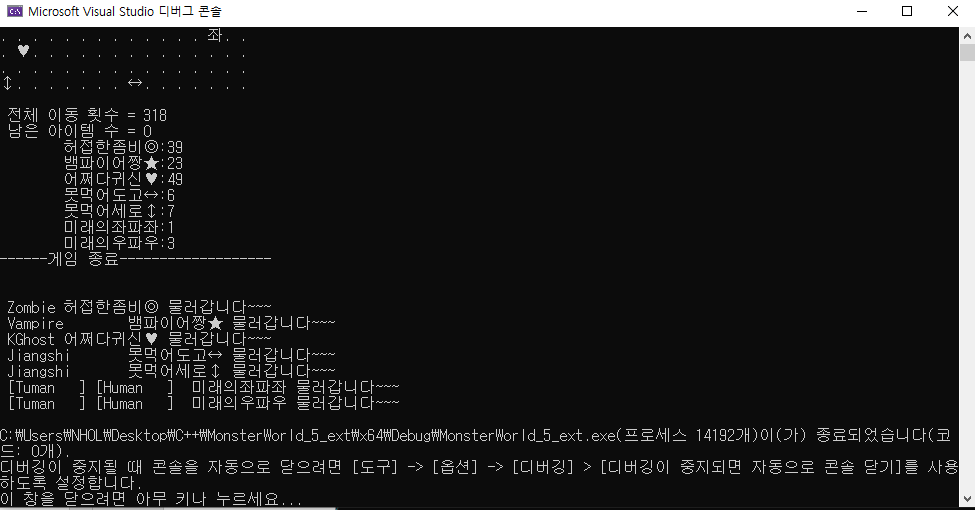 Microsoft Visual Studio 디버그 콘솔
. . . . . . . . . . . . . 좌. .
. ♥. . . . . . . . . . . . . .
. . . . . . . . . . . . . . . .
↕. . . . . . . ↔. . . . . . .
전체 이동 횟수 = 318
남은 아이템 수 = 0
허접한좀비◎:39
뱀파이어짱★:23
어쩌다귀신♥:49
못먹어도고↔:6
못먹어세로↕:7
미래의좌파좌:1
미래의우파우:3
------게임 종료-------------------
Zombie 허접한좀비◎ 물러갑니다~~~
Vampire 뱀파이어짱★ 물러갑니다~~~
KGhost 어쩌다귀신♥ 물러갑니다~~~
Jiangshi 못먹어도고↔ 물러갑니다~~~
Jiangshi 못먹어세로↕ 물러갑니다~~~
[Tuman ] [Human ] 미래의좌파좌 물러갑니다~~~
[Tuman ] [Human ] 미래의우파우 물러갑니다~~~
C:₩Users₩NHOL₩Desktop₩C++₩MonsterWorld_5_ext₩x64₩Debug₩MonsterWorld_5_ext.exe(프로세스 14192개)이(가) 종료되었습니다(코
드: 0개).
디버깅이 중지될 때 콘솔을 자동으로 닫으려면 [도구] -> [옵션] -> [디버깅] > [디버깅이 중지되면 자동으로 콘솔 닫기]를 사용
하도록 설정합니다.
이 창을 닫으려면 아무 키나 누르세요...